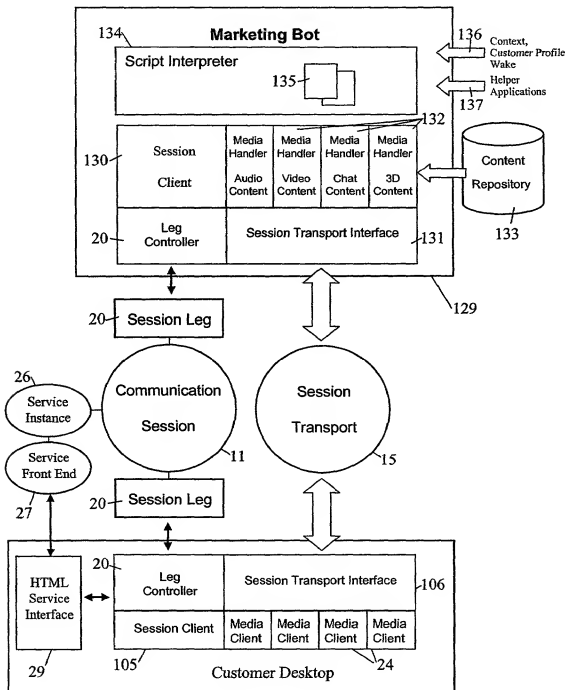 Marketing Bot
134
Script Interpreter
135
136
Context,
Customer Profile
Wake
Helper
137
Applications
132
130
Session
Client
Media
Handler
Audio
Content
Media
Handler
Video
Content
Media
Handler
Chat
Content
Media
Handler
3D
Content
Content
Repository
133
20
Leg
Controller
Session Transport Interface
131
129
20
Session Leg
26
Service
Instance
Communication
Session
11
Session
Transport
15
Service
Front End
27
20
Session Leg
HTML
Service
Interface
29
20
Leg
Controller
Session Transport Interface
106
Session Client
105
Media
Client
Media
Client
Media
Client
Media
Client
24
Customer Desktop